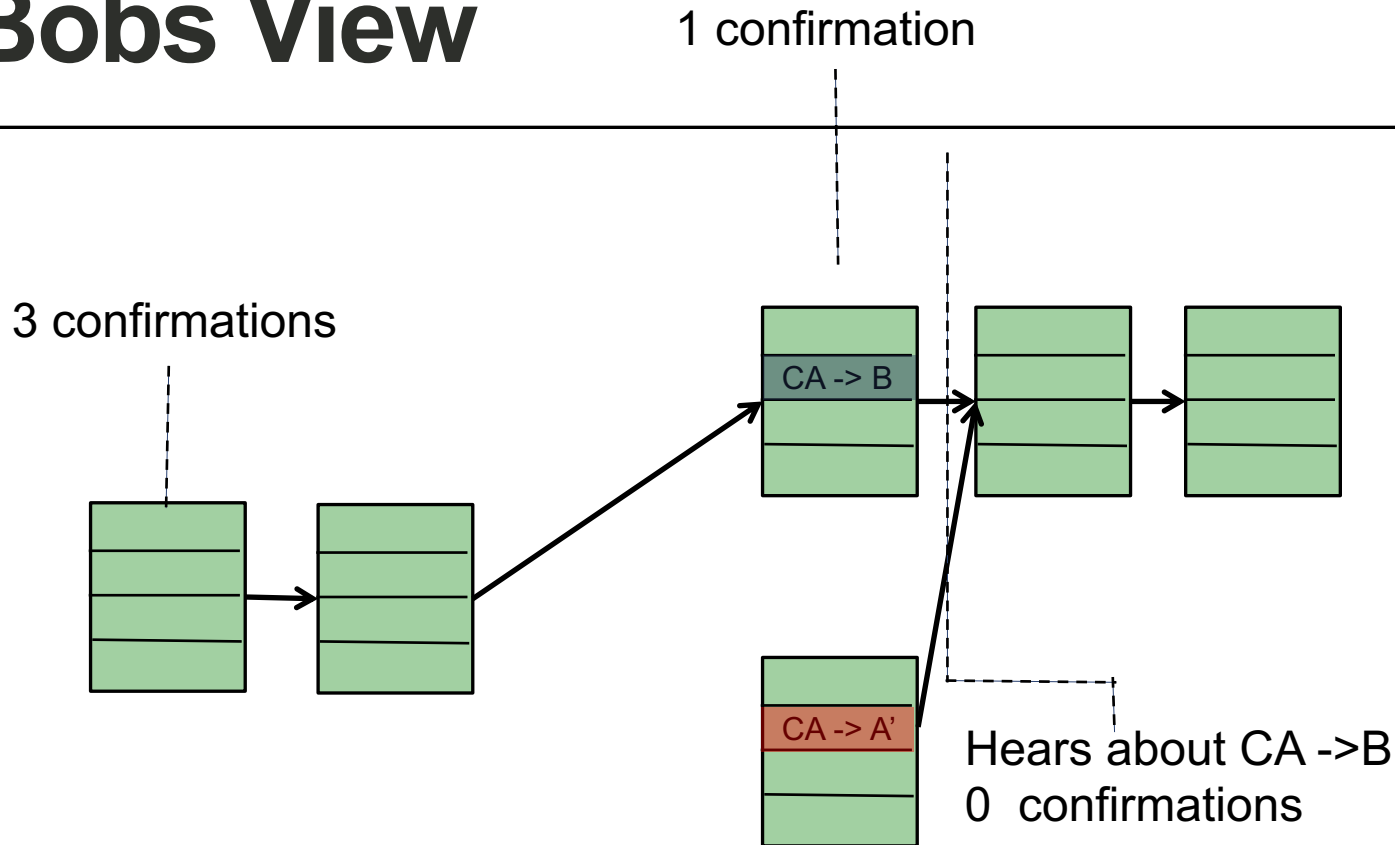 Bobs View
1 confirmation
3 confirmations
CA -> B
CA -> A’
Hears about CA ->B
0 confirmations